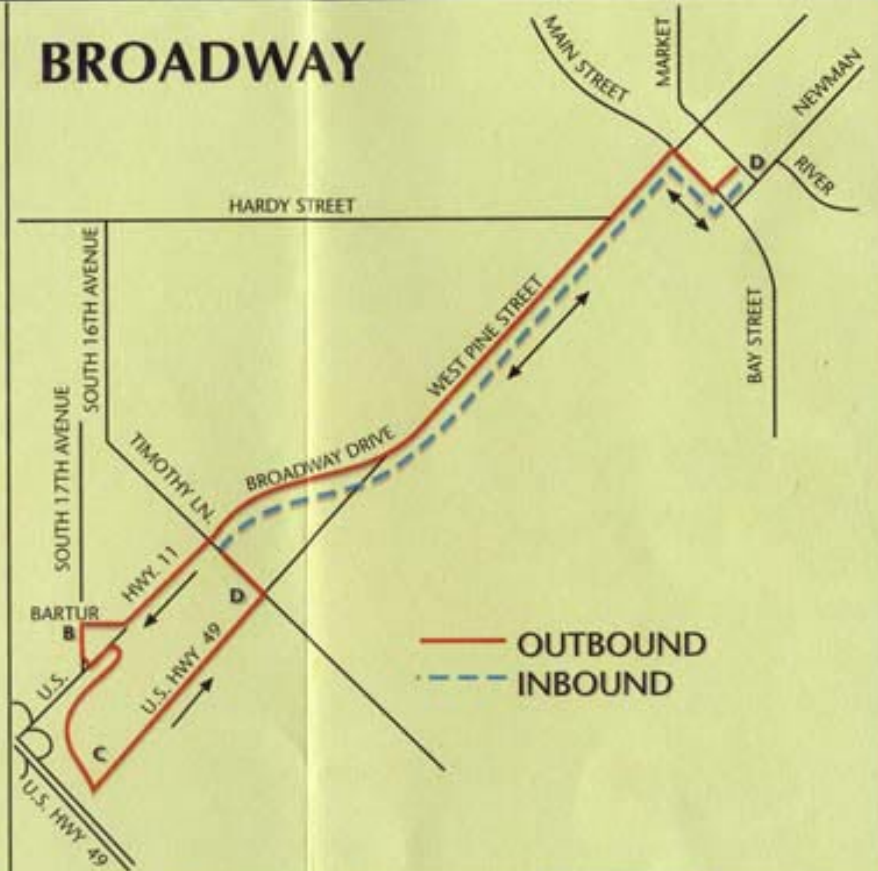 BROADWAY
MAIN STREET
MARKET
NEWMAN
D
RIVER
HARDY STREET
SOUTH 16TH AVENUE
WEST PINE STREET
BAY STREET
SOUTH 17TH AVENUE
TIMOTHY LN.
BROADWAY DRIVE
HWY. 11
BARTUR
B
D
U.S. HWY 49
U.S.
C
U.S. HWY 49
OUTBOUND
INBOUND